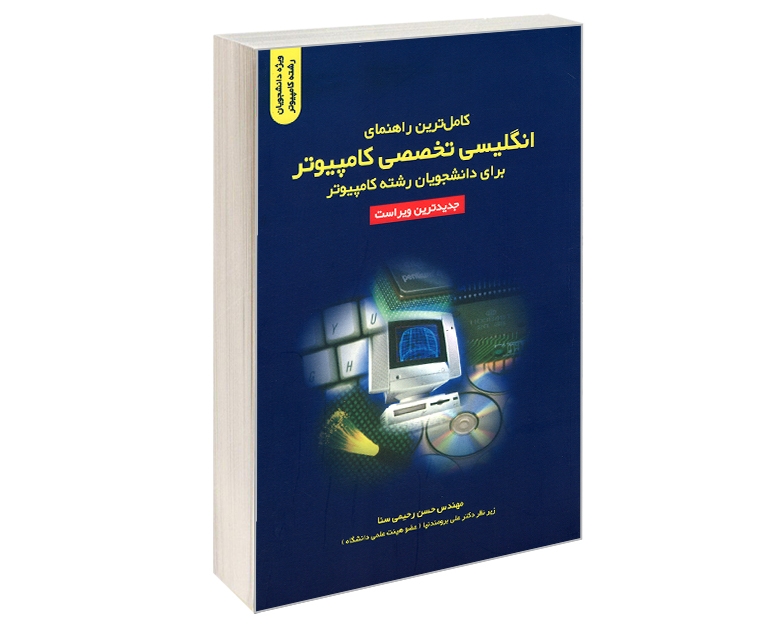 ویژه دانشجویان
رشته کامپیوتر
کامل‌ترین راهنمای
انگلیسی تخصصی کامپیوتر
برای دانشجویان رشته کامپیوتر
جدیدترین ویراست
Y U
G H
مهندس حسن رحیمی سنا
زیر نظر دکتر علی برومندنیا (عضو هیئت علمی دانشگاه)